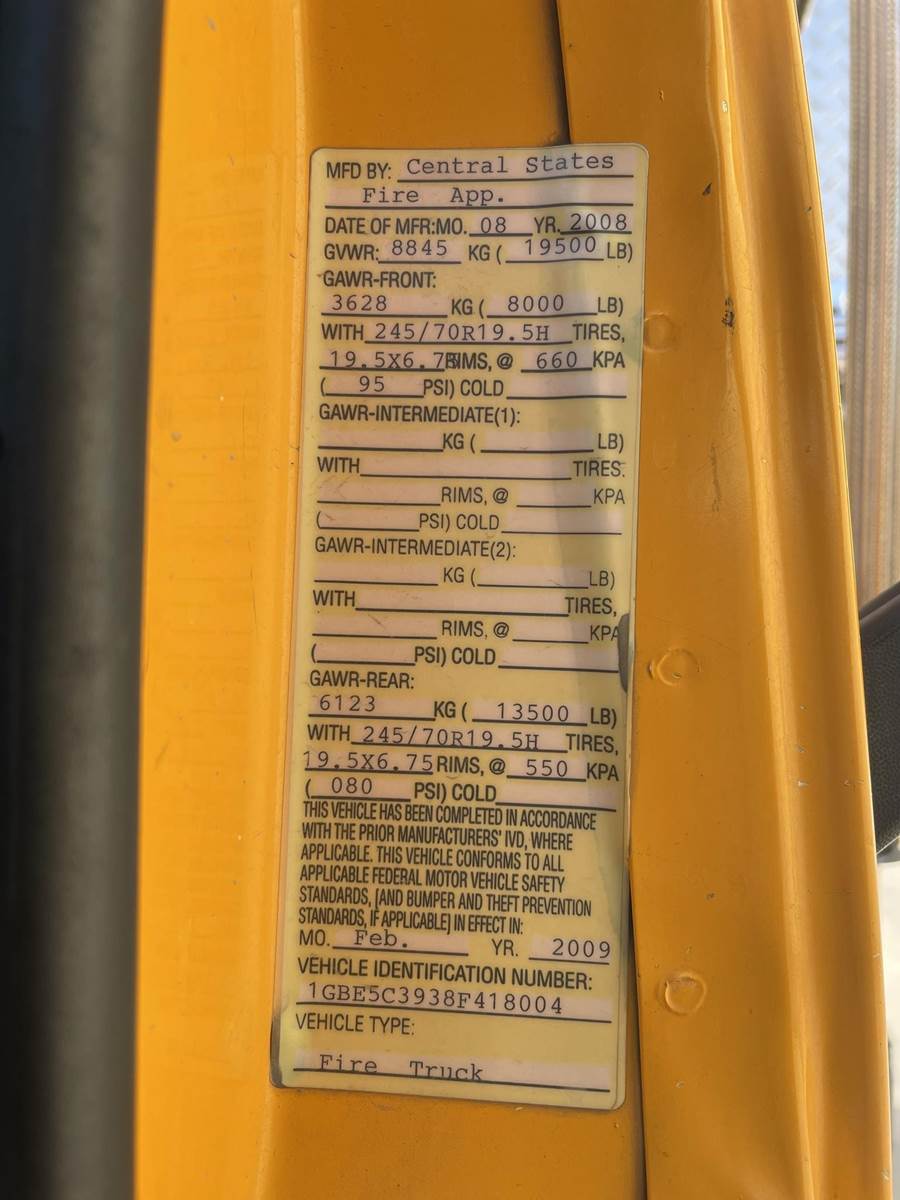 MFD BY: Central States
Fire App.
DATE OF MFR:MO. 08 YR. 2008
GVWR: 8845 KG ( 19500 LB)
GAWR-FRONT:
3628 KG ( 8000 LB)
WITH 245/70R19.5H TIRES,
19.5X6.75 RIMS, @ 660 KPA
( 95 PSI) COLD
GAWR-INTERMEDIATE(1):
KG ( LB)
WITH TIRES.
RIMS, @ KPA
( PSI) COLD
GAWR-INTERMEDIATE(2):
KG ( LB)
WITH TIRES,
RIMS, @ KPA
( PSI) COLD
GAWR-REAR:
6123 KG ( 13500 LB)
WITH 245/70R19.5H TIRES,
19.5X6.75 RIMS, @ 550 KPA
( 080 PSI) COLD
THIS VEHICLE HAS BEEN COMPLETED IN ACCORDANCE
WITH THE PRIOR MANUFACTURERS' IVD, WHERE
APPLICABLE. THIS VEHICLE CONFORMS TO ALL
APPLICABLE FEDERAL MOTOR VEHICLE SAFETY
STANDARDS, [AND BUMPER AND THEFT PREVENTION
STANDARDS, IF APPLICABLE] IN EFFECT IN:
MO. Feb. YR. 2009
VEHICLE IDENTIFICATION NUMBER:
1GBE5C3938F418004
VEHICLE TYPE:
Fire Truck